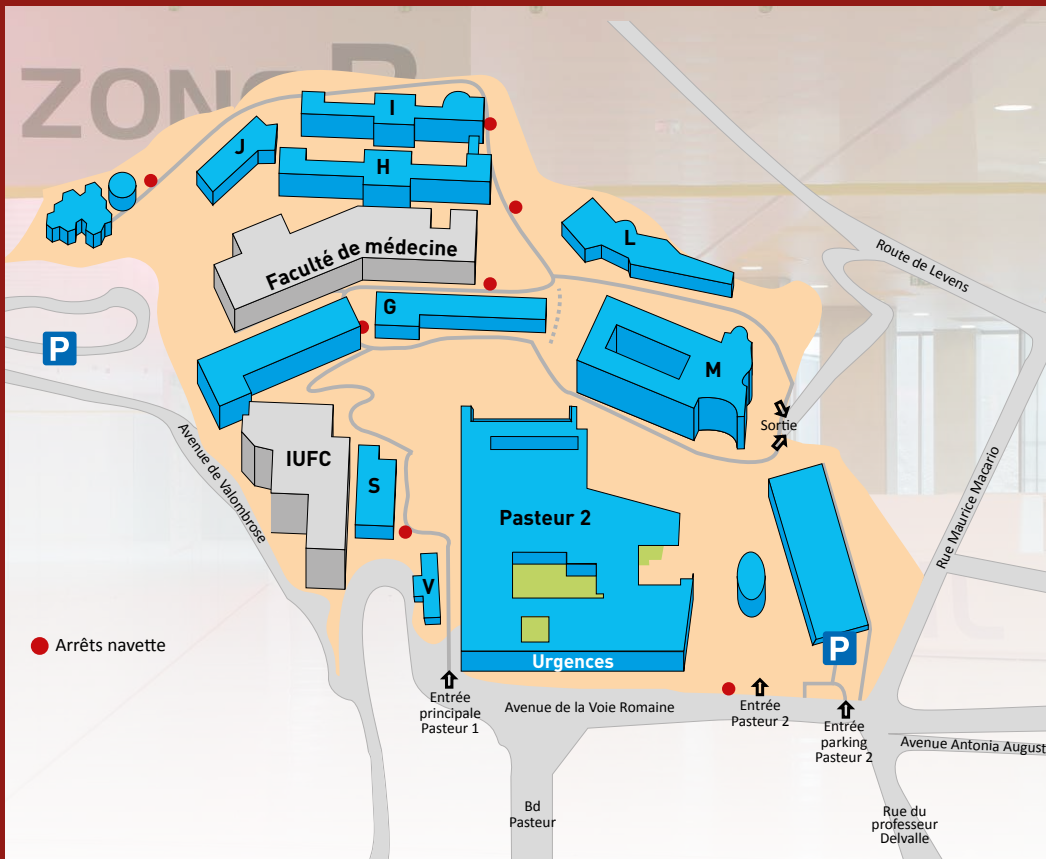 ZONE B
I
J
H
L
Faculté de médecine
Route de Levens
G
P
M
Sortie
Avenue de Valombrose
IUFC
S
Rue Maurice Macario
Pasteur 2
V
Arrêts navette
P
Urgences
Entrée
principale
Pasteur 1
Avenue de la Voie Romaine
Entrée
Pasteur 2
Entrée
parking
Pasteur 2
Avenue Antonia August
Bd
Pasteur
Rue du
professeur
Delvalle